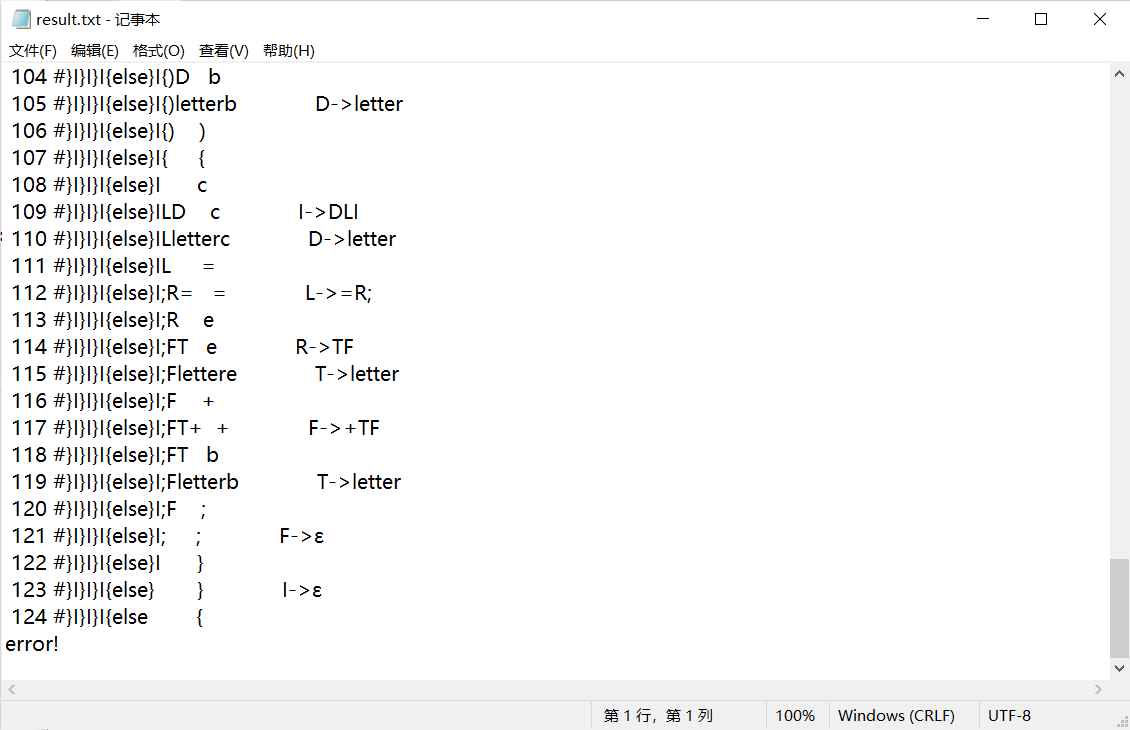 result.txt - 记事本
文件(F) 编辑(E) 格式(O) 查看(V) 帮助(H)
104 #}I}I}I{else}I{)D b
105 #}I}I}I{else}I{)letterb D->letter
106 #}I}I}I{else}I{) )
107 #}I}I}I{else}I{ {
108 #}I}I}I{else}I c
109 #}I}I}I{else}ILD c I->DLI
110 #}I}I}I{else}ILletterc D->letter
111 #}I}I}I{else}IL =
112 #}I}I}I{else}I;R= = L->=R;
113 #}I}I}I{else}I;R e
114 #}I}I}I{else}I;FT e R->TF
115 #}I}I}I{else}I;Flettere T->letter
116 #}I}I}I{else}I;F +
117 #}I}I}I{else}I;FT+ + F->+TF
118 #}I}I}I{else}I;FT b
119 #}I}I}I{else}I;Fletterb T->letter
120 #}I}I}I{else}I;F ;
121 #}I}I}I{else}I; ; F->ε
122 #}I}I}I{else}I }
123 #}I}I}I{else} } I->ε
124 #}I}I}I{else {
error!
第 1 行，第 1 列 100% Windows (CRLF) UTF-8